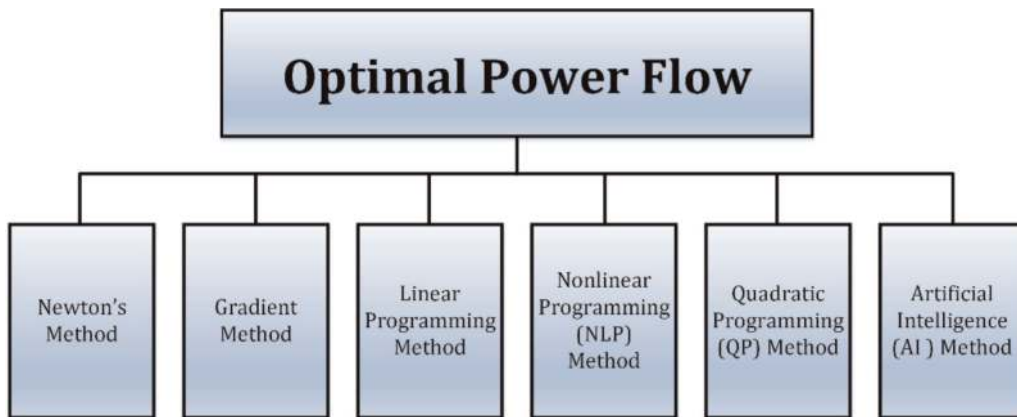 Optimal Power Flow
Newton's
Method
Gradient
Method
Linear
Programming
Method
Nonlinear
Programming
(NLP)
Method
Quadratic
Programming
(QP) Method
Artificial
Intelligence
(AI ) Method